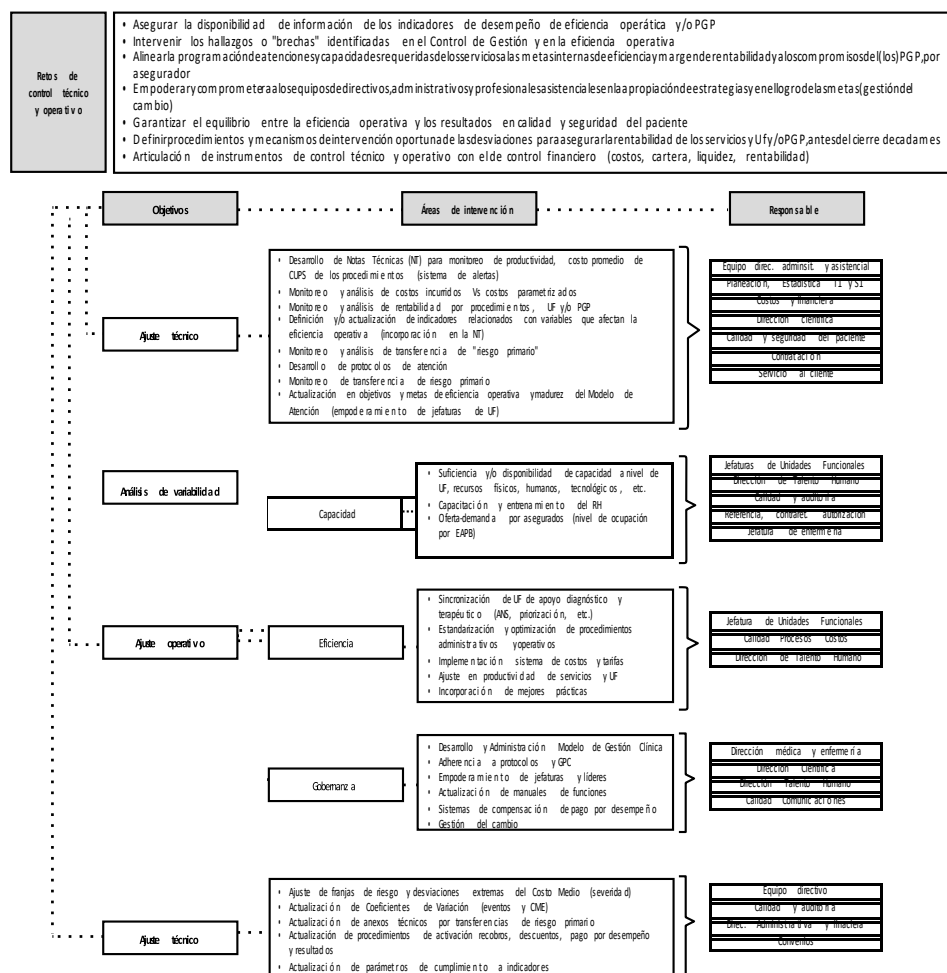 Retos de
control técnico
y operativo
• Asegurar la disponibilidad de información de los indicadores de desempeño de eficiencia operática y/o PGP
• Intervenir los hallazgos o "brechas" identificadas en el Control de Gestión y en la eficiencia operativa
• Alinear la programación de atenciones y capacidades requeridas de los servicios a las metas internas de eficiencia y margen de rentabilidad y a los compromisos del(los) PGP, por
asegurador
• Empoderar y comprometer a los equipos de directivos, administrativos y profesionales asistenciales en la apropiación de estrategias y en el logro de las metas (gestión del
cambio)
• Garantizar el equilibrio entre la eficiencia operativa y los resultados en calidad y seguridad del paciente
• Definir procedimientos y mecanismos de intervención oportuna de las desviaciones para asegurar la rentabilidad de los servicios y Uf y/o PGP, antes del cierre de cada mes
• Articulación de instrumentos de control técnico y operativo con el de control financiero (costos, cartera, liquidez, rentabilidad)
Objetivos
Áreas de intervención
Responsable
Ajuste técnico
• Desarrollo de Notas Técnicas (NT) para monitoreo de productividad, costo promedio de
CUPS de los procedimientos (sistema de alertas)
• Monitoreo y análisis de costos incurridos Vs costos parametrizados
• Monitoreo y análisis de rentabilidad por procedimientos, UF y/o PGP
• Definición y/o actualización de indicadores relacionados con variables que afectan la
eficiencia operativa (incorporación en la NT)
• Monitoreo y análisis de transferencia de "riesgo primario"
• Desarrollo de protocolos de atención
• Monitoreo de transferencia de riesgo primario
• Actualización en objetivos y metas de eficiencia operativa y madurez del Modelo de
Atención (empoderamiento de jefaturas de UF)
Equipo direc. adminsit. y asistencial
Planeación, Estadística TI y SI
Costos y financiera
Dirección científica
Calidad y seguridad del paciente
Contratación
Servicio al cliente
Análisis de variabilidad
Capacidad
• Suficiencia y/o disponibilidad de capacidad a nivel de
UF, recursos físicos, humanos, tecnológicos, etc.
• Capacitación y entrenamiento del RH
• Oferta-demanda por asegurados (nivel de ocupación
por EAPB)
Jefaturas de Unidades Funcionales
Dirección de Talento Humano
Calidad y auditoría
Referencia, contraret. autorización
Jefatura de enfermería
Ajuste operativo
Eficiencia
• Sincronización de UF de apoyo diagnóstico y
terapéutico (ANS, priorización, etc.)
• Estandarización y optimización de procedimientos
administrativos y operativos
• Implementación sistema de costos y tarifas
• Ajuste en productividad de servicios y UF
• Incorporación de mejores prácticas
Jefatura de Unidades Funcionales
Calidad Procesos Costos
Dirección de Talento Humano
Gobernanza
• Desarrollo y Administración Modelo de Gestión Clínica
• Adherencia a protocolos y GPC
• Empoderamiento de jefaturas y líderes
• Actualización de manuales de funciones
• Sistemas de compensación de pago por desempeño
• Gestión del cambio
Dirección médica y enfermería
Dirección Científica
Dirección Talento Humano
Calidad Comunicaciones
Ajuste técnico
• Ajuste de franjas de riesgo y desviaciones extremas del Costo Medio (severidad)
• Actualización de Coeficientes de Variación (eventos y CME)
• Actualización de anexos técnicos por transferencias de riesgo primario
• Actualización de procedimientos de activación recobros, descuentos, pago por desempeño
y resultados
• Actualización de parámetros de cumplimiento a indicadores
Equipo directivo
Calidad y auditoría
Direc. Administrativa y finaciera
Convenios